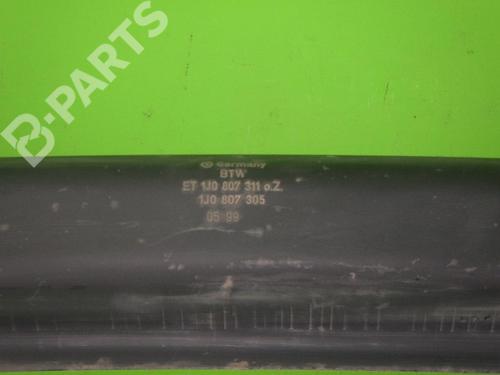 B-PARTS
Germany
BTW
ET 1J0 807 311 o.Z.
1J0 807 305
05 99